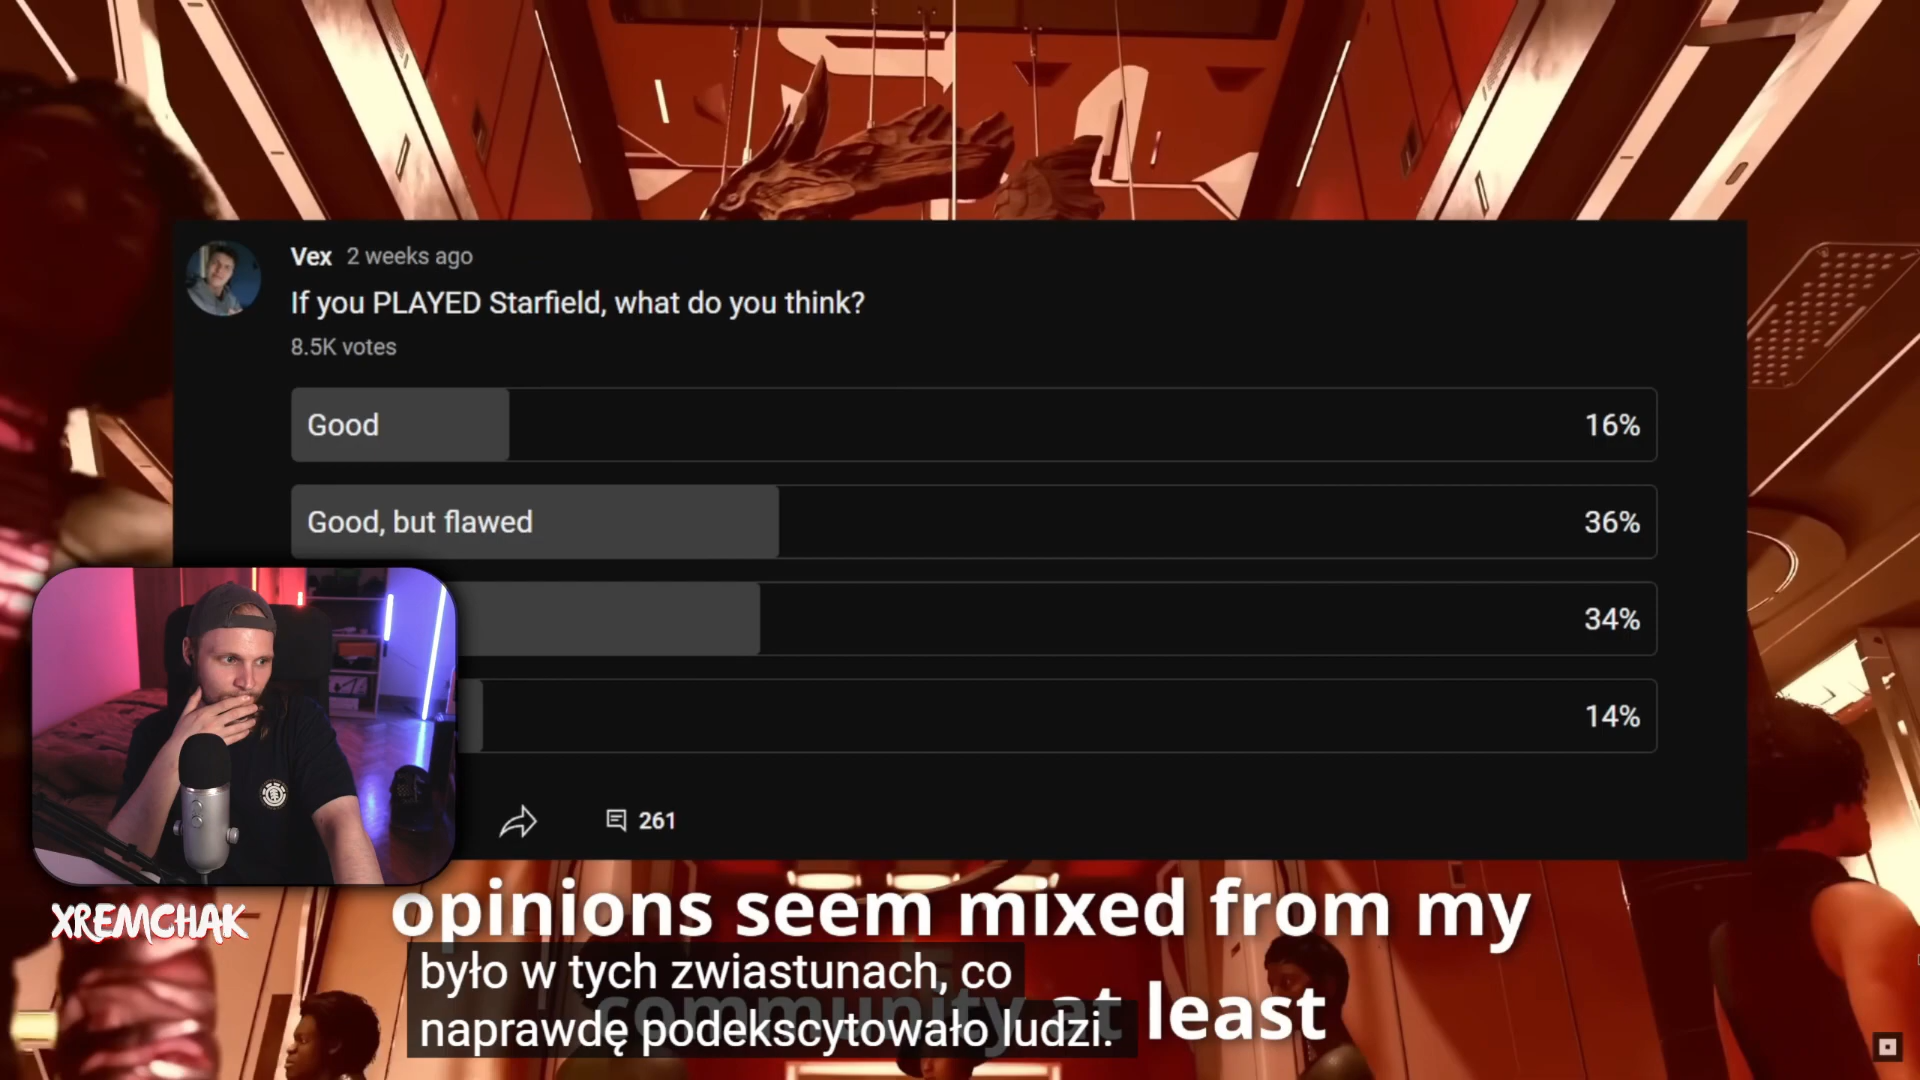 Vex 2 weeks ago
If you PLAYED Starfield, what do you think?
8.5K votes
Good 16%
Good, but flawed 36%
34%
14%
261
XREMCHAK
opinions seem mixed from my
community at least
było w tych zwiastunach, co
naprawdę podekscytowało ludzi.